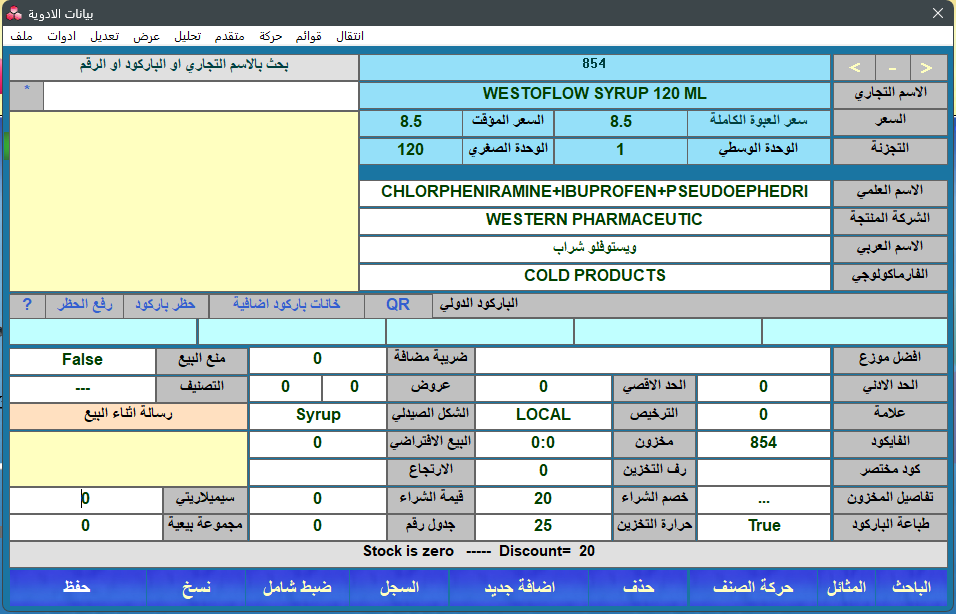 بيانات الادوية
ملف ادوات تعديل عرض تحليل متقدم حركة قوائم انتقال
بحث بالاسم التجاري او الباركود او الرقم
854
< - >
*
WESTOFLOW SYRUP 120 ML
الاسم التجاري
8.5 السعر المؤقت 8.5 سعر العبوة الكاملة السعر
120 الوحدة الصغري 1 الوحدة الوسطي التجزئة
CHLORPHENIRAMINE+IBUPROFEN+PSEUDOEPHEDRI
الاسم العلمي
WESTERN PHARMACEUTIC
الشركة المنتجة
ويستوفلو شراب
الاسم العربي
COLD PRODUCTS
الفارماكولوجي
? رفع الحظر حظر باركود خانات باركود اضافية QR الباركود الدولي
False منع البيع 0 ضريبة مضافة افضل موزع
--- التصنيف 0 0 عروض 0 الحد الاقصي 0 الحد الادني
رسالة اثناء البيع Syrup الشكل الصيدلي LOCAL الترخيص 0 علامة
0 البيع الافتراضي 0:0 مخزون 854 الفايكود
الارتجاع 0 رف التخزين كود مختصر
0 سيميلاريتي 0 قيمة الشراء 20 خصم الشراء ... تفاصيل المخزون
0 مجموعة بيعية 0 جدول رقم 25 حرارة التخزين True طباعة الباركود
Stock is zero ----- Discount= 20
حفظ نسخ ضبط شامل السجل اضافة جديد حذف حركة الصنف المثائل الباحث